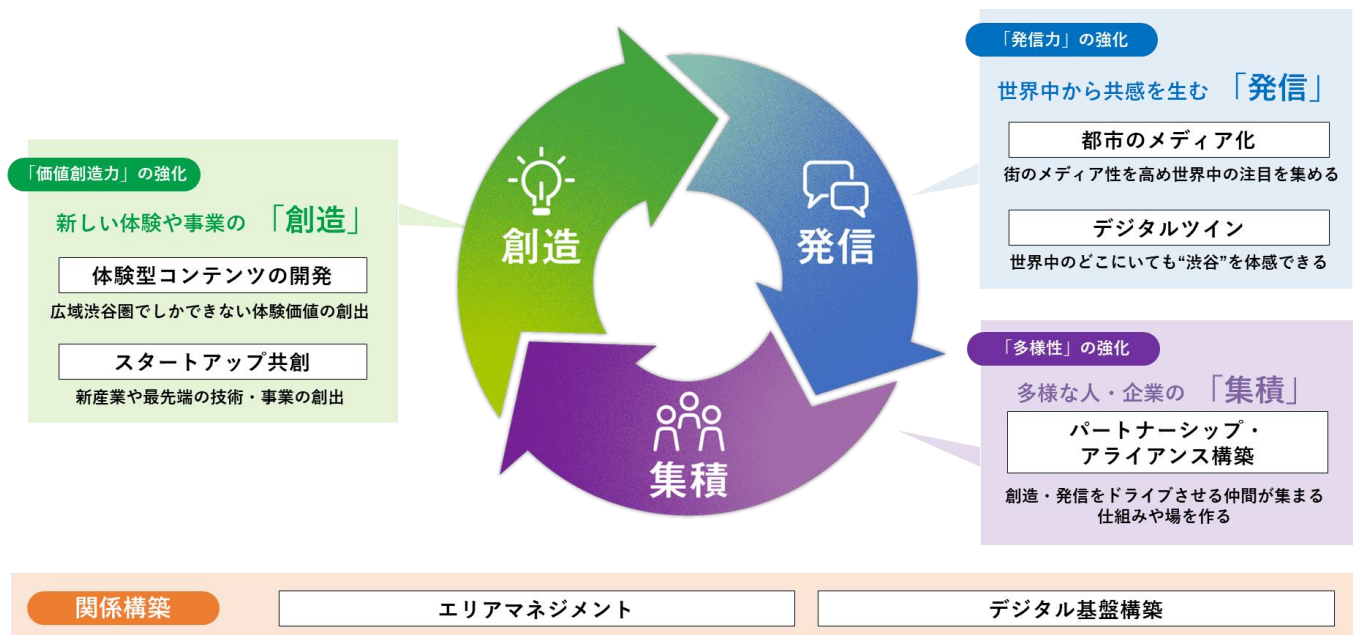 「価値創造力」の強化
新しい体験や事業の「創造」
体験型コンテンツの開発
広域渋谷圏でしかできない体験価値の創出
スタートアップ共創
新産業や最先端の技術・事業の創出
創造
発信
集積
「発信力」の強化
世界中から共感を生む「発信」
都市のメディア化
街のメディア性を高め世界中の注目を集める
デジタルツイン
世界中のどこにいても“渋谷”を体感できる
「多様性」の強化
多様な人・企業の「集積」
パートナーシップ・
アライアンス構築
創造・発信をドライブさせる仲間が集まる
仕組みや場を作る
関係構築
エリアマネジメント
デジタル基盤構築